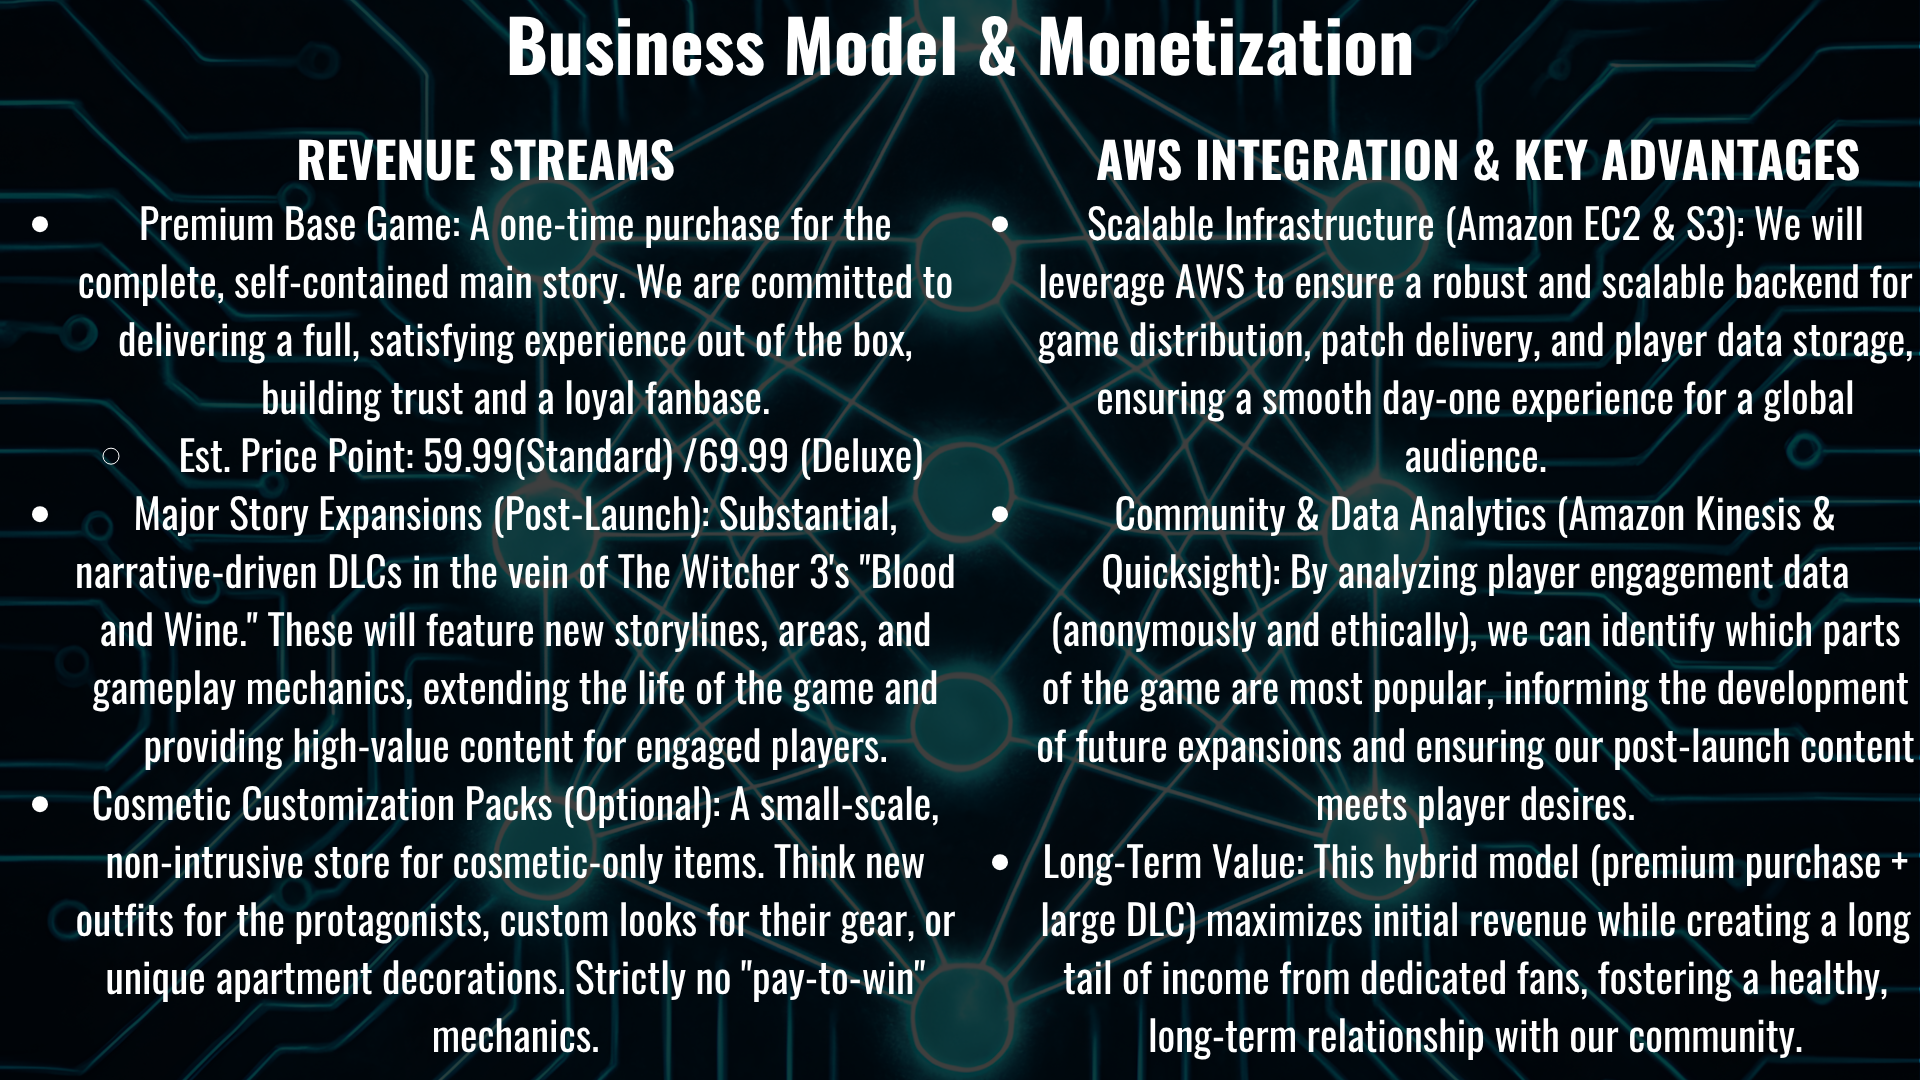 Business Model & Monetization
REVENUE STREAMS
• Premium Base Game: A one-time purchase for the
complete, self-contained main story. We are committed to
delivering a full, satisfying experience out of the box,
building trust and a loyal fanbase.
○ Est. Price Point: 59.99(Standard) /69.99 (Deluxe)
• Major Story Expansions (Post-Launch): Substantial,
narrative-driven DLCs in the vein of The Witcher 3's "Blood
and Wine." These will feature new storylines, areas, and
gameplay mechanics, extending the life of the game and
providing high-value content for engaged players.
• Cosmetic Customization Packs (Optional): A small-scale,
non-intrusive store for cosmetic-only items. Think new
outfits for the protagonists, custom looks for their gear, or
unique apartment decorations. Strictly no "pay-to-win"
mechanics.
AWS INTEGRATION & KEY ADVANTAGES
• Scalable Infrastructure (Amazon EC2 & S3): We will
leverage AWS to ensure a robust and scalable backend for
game distribution, patch delivery, and player data storage,
ensuring a smooth day-one experience for a global
audience.
• Community & Data Analytics (Amazon Kinesis &
Quicksight): By analyzing player engagement data
(anonymously and ethically), we can identify which parts
of the game are most popular, informing the development
of future expansions and ensuring our post-launch content
meets player desires.
• Long-Term Value: This hybrid model (premium purchase +
large DLC) maximizes initial revenue while creating a long
tail of income from dedicated fans, fostering a healthy,
long-term relationship with our community.